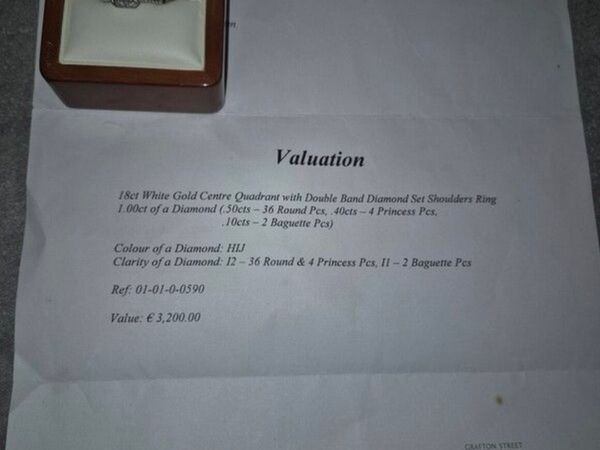 Valuation
18ct White Gold Centre Quadrant with Double Band Diamond Set Shoulders Ring
1.00ct of a Diamond (.50cts – 36 Round Pcs, .40cts – 4 Princess Pcs,
.10cts – 2 Baguette Pcs)
Colour of a Diamond: HIJ
Clarity of a Diamond: I2 – 36 Round & 4 Princess Pcs, I1 – 2 Baguette Pcs
Ref: 01-01-0-0590
Value: € 3,200.00
GRAFTON STREET